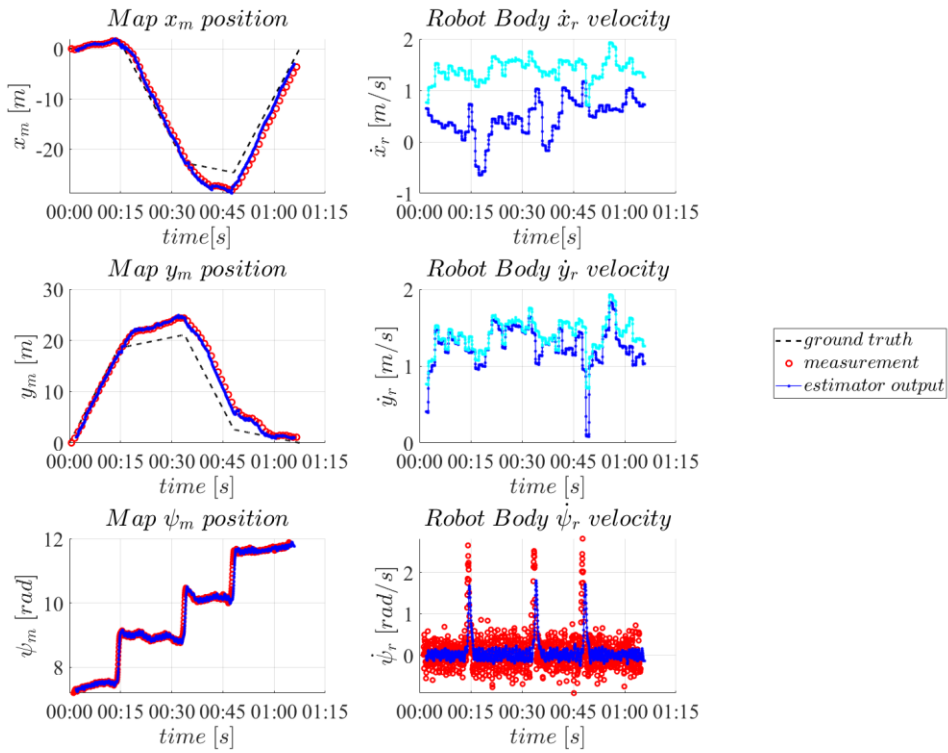 Map x_m position
x_m [m]
0
-10
-20
00:00 00:15 00:30 00:45 01:00 01:15
time[s]
Robot Body ẋ_r velocity
ẋ_r [m/s]
2
1
0
-1
00:00 00:15 00:30 00:45 01:00 01:15
time [s]
Map y_m position
y_m [m]
30
20
10
0
00:00 00:15 00:30 00:45 01:00 01:15
time [s]
Robot Body ẏ_r velocity
ẏ_r [m/s]
2
1
0
00:00 00:15 00:30 00:45 01:00 01:15
time [s]
ground truth
measurement
estimator output
Map ψ_m position
ψ_m [rad]
12
10
8
00:00 00:15 00:30 00:45 01:00 01:15
time [s]
Robot Body ψ̇_r velocity
ψ̇_r [rad/s]
2
1
0
00:00 00:15 00:30 00:45 01:00 01:15
time [s]